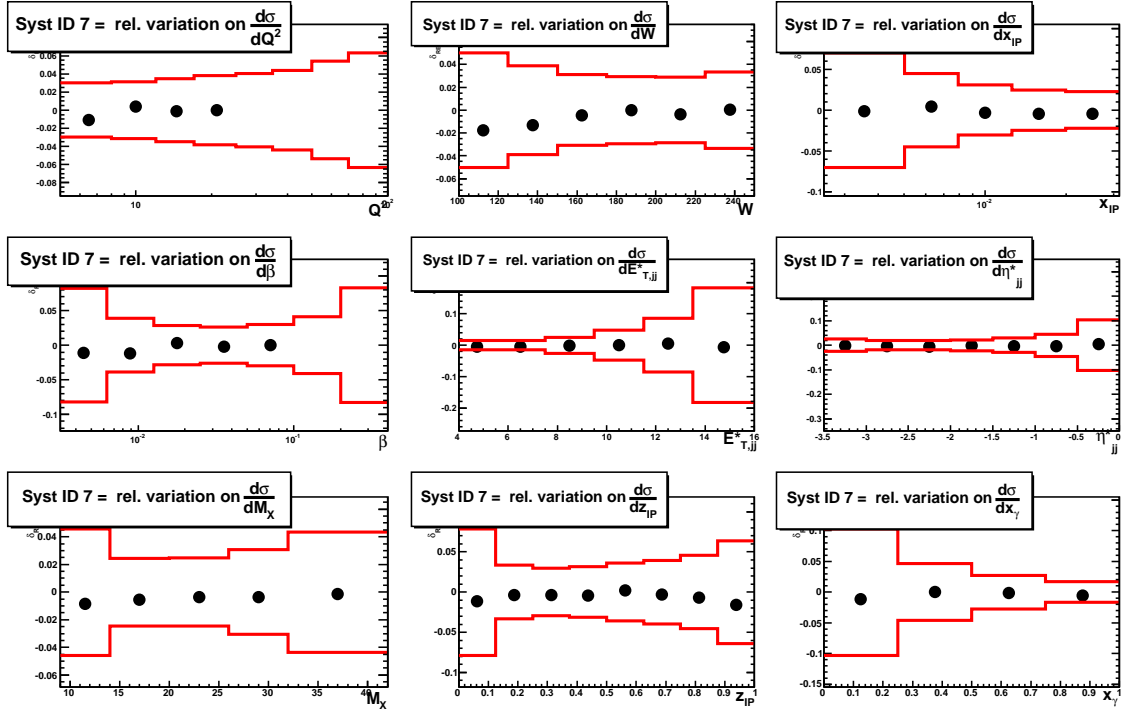 Syst ID 7 = rel. variation on dσ/dQ²
0.04
0.02
0
-0.02
-0.04
-0.06
-0.08
10
Q²
Syst ID 7 = rel. variation on dσ/dW
0.04
0.02
0
-0.02
-0.04
-0.06
100 120 140 160 180 200 220 240
W
Syst ID 7 = rel. variation on dσ/dx_IP
0.05
0
-0.05
-0.1
10⁻²
x_IP
Syst ID 7 = rel. variation on dσ/dβ
0.05
0
-0.05
-0.1
10⁻² 10⁻¹
β
Syst ID 7 = rel. variation on dσ/dE*_T,jj
0.1
0
-0.1
-0.2
4 6 8 10 12 14 16
E*_T,jj
Syst ID 7 = rel. variation on dσ/dη*_jj
0.1
0
-0.1
-0.2
-0.3
-3.5 -3 -2.5 -2 -1.5 -1 -0.5 0
η*_jj
Syst ID 7 = rel. variation on dσ/dM_X
0.04
0.02
0
-0.02
-0.04
-0.06
10 15 20 25 30 35 40
M_X
Syst ID 7 = rel. variation on dσ/dz_IP
0.05
0
-0.05
-0.1
0 0.1 0.2 0.3 0.4 0.5 0.6 0.7 0.8 0.9 1
z_IP
Syst ID 7 = rel. variation on dσ/dx_γ
0.1
0.05
0
-0.05
-0.1
-0.15
0 0.1 0.2 0.3 0.4 0.5 0.6 0.7 0.8 0.9 1
x_γ